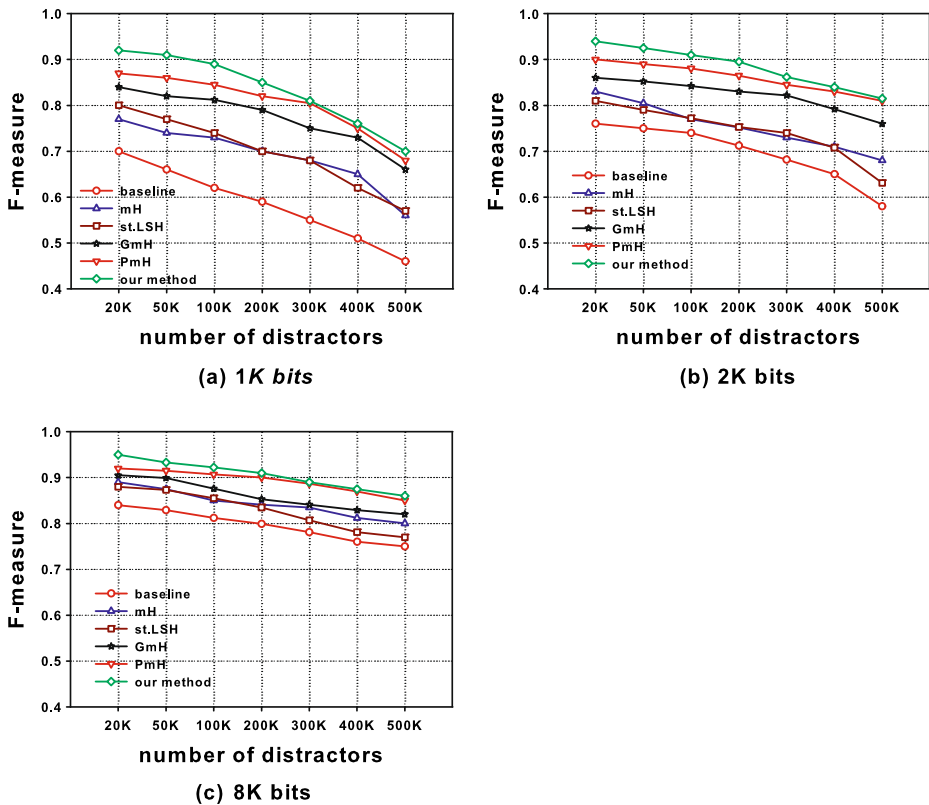 1.0
0.9
0.8
0.7
0.6
0.5
0.4
F-measure
baseline
mH
st.LSH
GmH
PmH
our method
20K 50K 100K 200K 300K 400K 500K
number of distractors
(a) 1K bits
1.0
0.9
0.8
0.7
0.6
0.5
0.4
F-measure
baseline
mH
st.LSH
GmH
PmH
our method
20K 50K 100K 200K 300K 400K 500K
number of distractors
(b) 2K bits
1.0
0.9
0.8
0.7
0.6
0.5
0.4
F-measure
baseline
mH
st.LSH
GmH
PmH
our method
20K 50K 100K 200K 300K 400K 500K
number of distractors
(c) 8K bits